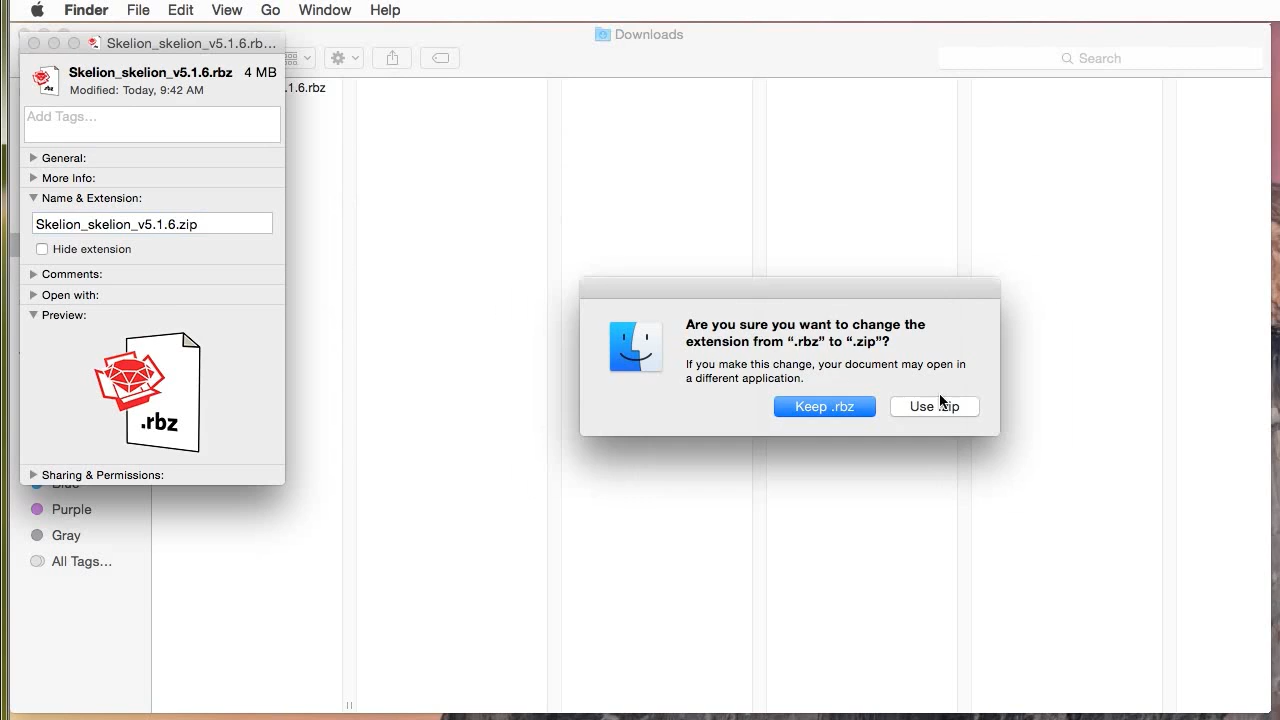 Finder File Edit View Go Window Help
Downloads
Skelion_skelion_v5.1.6.rb...
Search
Skelion_skelion_v5.1.6.rbz 4 MB
Modified: Today, 9:42 AM
.1.6.rbz
Add Tags...
General:
More Info:
Name & Extension:
Skelion_skelion_v5.1.6.zip
Hide extension
Comments:
Open with:
Preview:
.rbz
Sharing & Permissions:
Blue
Purple
Gray
All Tags...
Are you sure you want to change the
extension from “.rbz” to “.zip”?
If you make this change, your document may open in
a different application.
Keep .rbz Use .zip